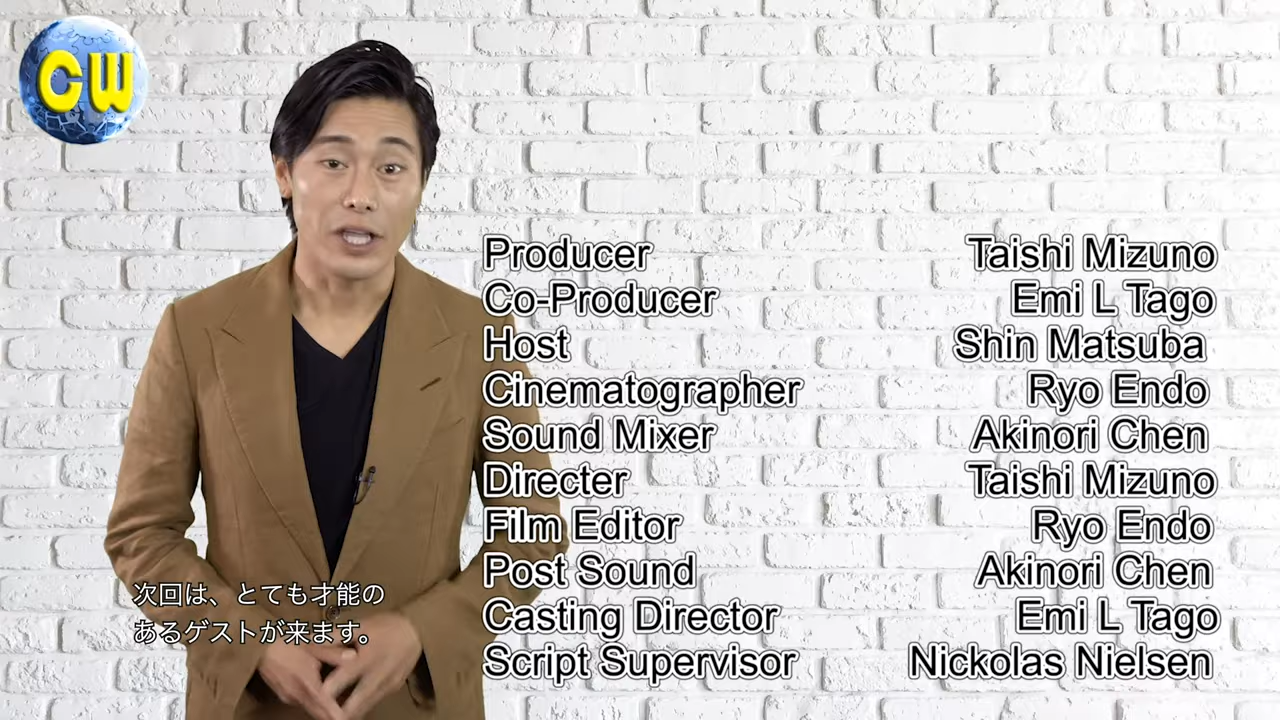 CW
Producer Taishi Mizuno
Co-Producer Emi L Tago
Host Shin Matsuba
Cinematographer Ryo Endo
Sound Mixer Akinori Chen
Directer Taishi Mizuno
Film Editor Ryo Endo
Post Sound Akinori Chen
Casting Director Emi L Tago
Script Supervisor Nickolas Nielsen
次回は、とても才能の
あるゲストが来ます。